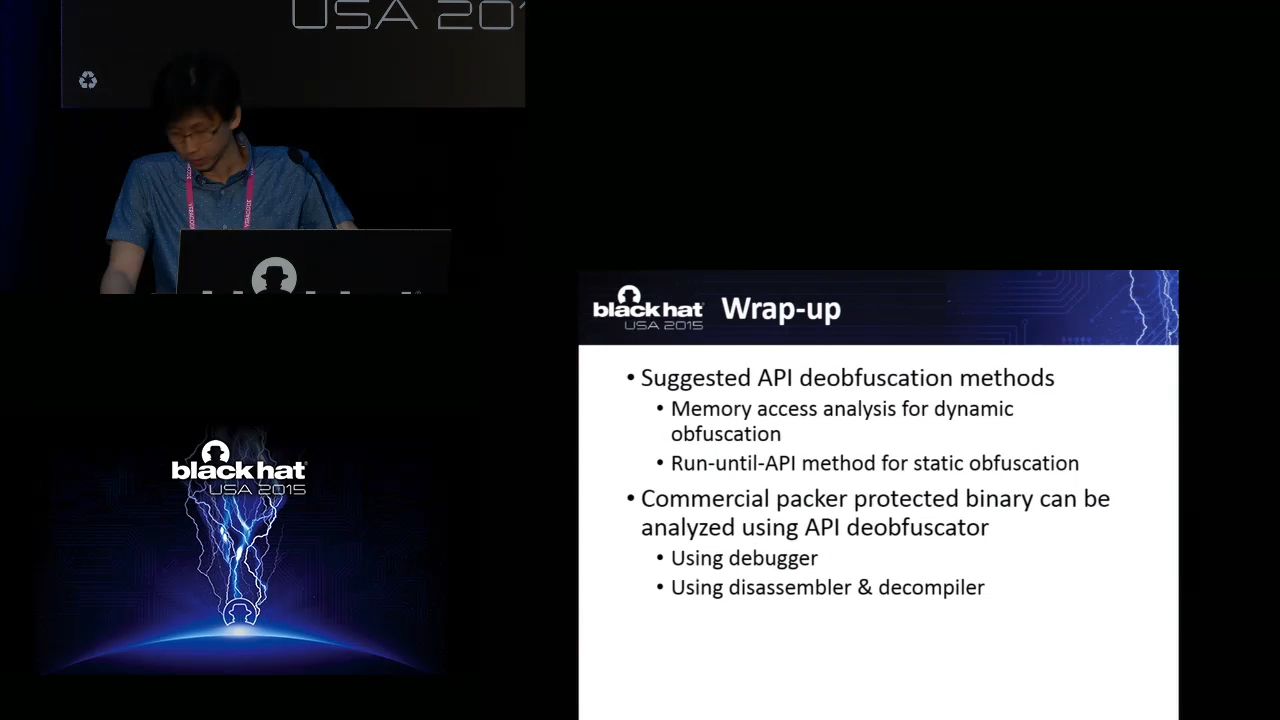 USA 20
black hat
USA 2015
Wrap-up
• Suggested API deobfuscation methods
• Memory access analysis for dynamic
obfuscation
• Run-until-API method for static obfuscation
• Commercial packer protected binary can be
analyzed using API deobfuscator
• Using debugger
• Using disassembler & decompiler
black hat
USA 2015